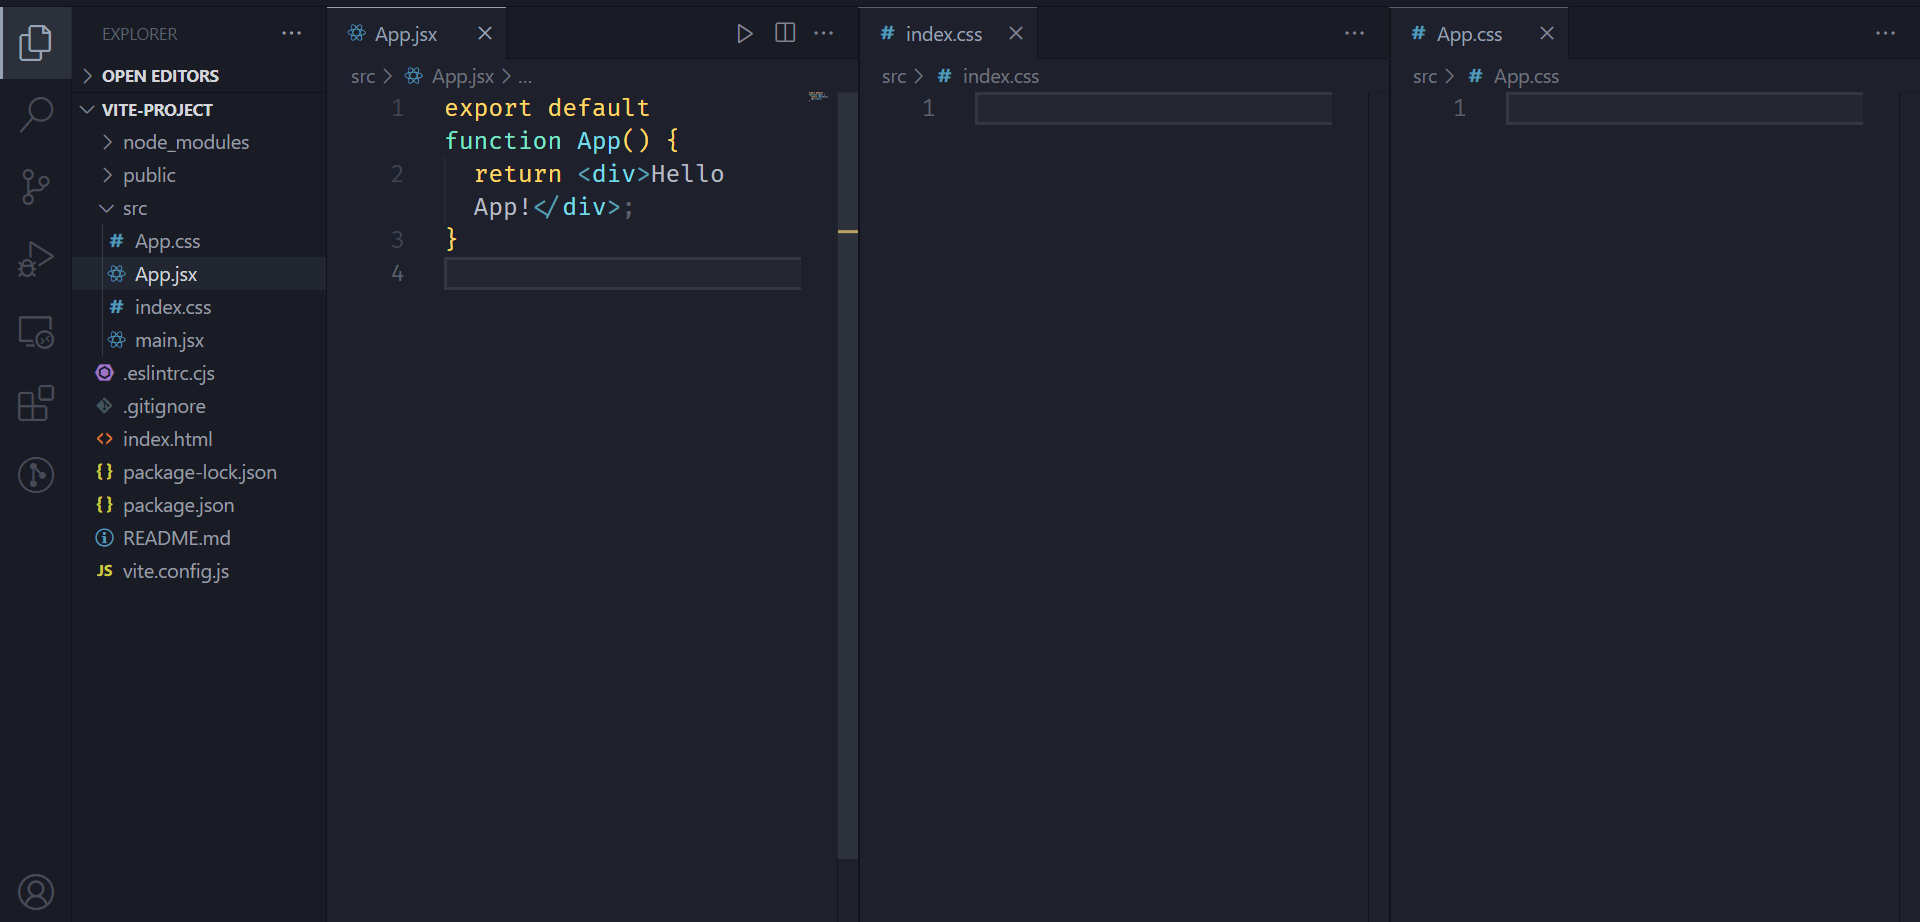 EXPLORER
OPEN EDITORS
VITE-PROJECT
node_modules
public
src
# App.css
App.jsx
# index.css
main.jsx
.eslintrc.cjs
.gitignore
<> index.html
{} package-lock.json
{} package.json
README.md
JS vite.config.js
App.jsx
src > App.jsx > ...
1 export default
function App() {
2 return <div>Hello
App!</div>;
3 }
4
# index.css
src > # index.css
1
# App.css
src > # App.css
1